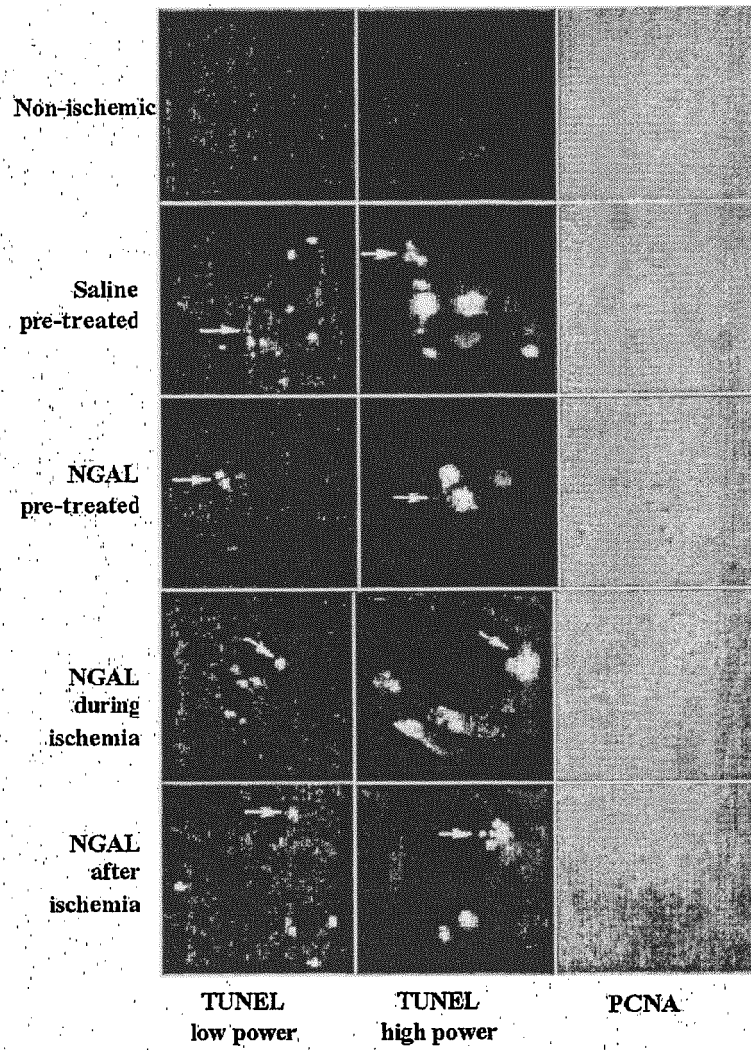 Non-ischemic
Saline
pre-treated
NGAL
pre-treated
NGAL
during
ischemia
NGAL
after
ischemia
TUNEL
low power
TUNEL
high power
PCNA